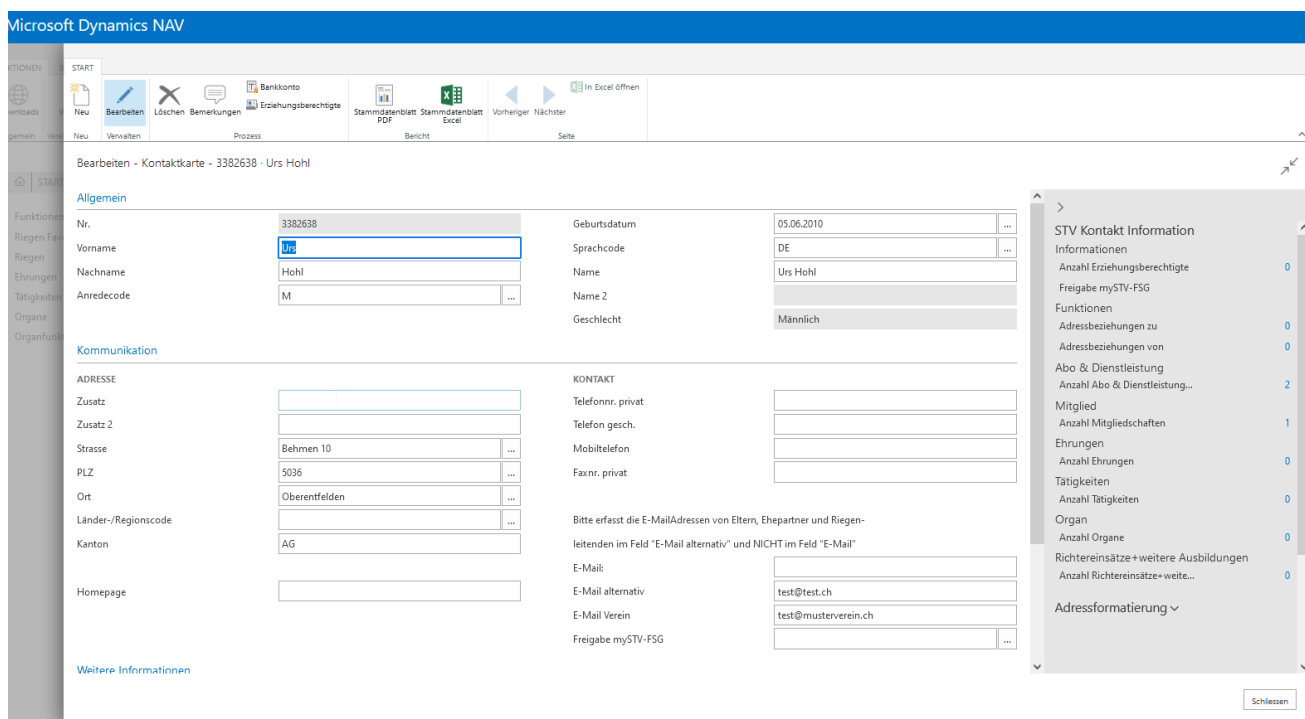 Microsoft Dynamics NAV
START
Neu
Bearbeiten
Löschen
Bemerkungen
Bankkonto
Erziehungsberechtigte
Stammdatenblatt PDF
Stammdatenblatt Excel
Vorheriger
Nächster
In Excel öffnen
Neu
Verwalten
Prozess
Bericht
Seite
Bearbeiten - Kontaktkarte - 3382638 · Urs Hohl
START
Funktionen
Riegen Fav
Riegen
Ehrungen
Tätigkeiten
Organe
Organfunk
Allgemein
Nr. 3382638
Vorname Urs
Nachname Hohl
Anredecode M ...
Geburtsdatum 05.06.2010 ...
Sprachcode DE ...
Name Urs Hohl
Name 2
Geschlecht Männlich
Kommunikation
ADRESSE
Zusatz
Zusatz 2
Strasse Behmen 10 ...
PLZ 5036 ...
Ort Oberentfelden ...
Länder-/Regionscode ...
Kanton AG
Homepage
KONTAKT
Telefonnr. privat
Telefon gesch.
Mobiltelefon
Faxnr. privat
Bitte erfasst die E-MailAdressen von Eltern, Ehepartner und Riegen-
leitenden im Feld "E-Mail alternativ" und NICHT im Feld "E-Mail"
E-Mail:
E-Mail alternativ test@test.ch
E-Mail Verein test@musterverein.ch
Freigabe mySTV-FSG ...
Weitere Informationen
STV Kontakt Information
Informationen
Anzahl Erziehungsberechtigte 0
Freigabe mySTV-FSG
Funktionen
Adressbeziehungen zu 0
Adressbeziehungen von 0
Abo & Dienstleistung
Anzahl Abo & Dienstleistung... 2
Mitglied
Anzahl Mitgliedschaften 1
Ehrungen
Anzahl Ehrungen 0
Tätigkeiten
Anzahl Tätigkeiten 0
Organ
Anzahl Organe 0
Richtereinsätze+weitere Ausbildungen
Anzahl Richtereinsätze+weite... 0
Adressformatierung
Schliessen